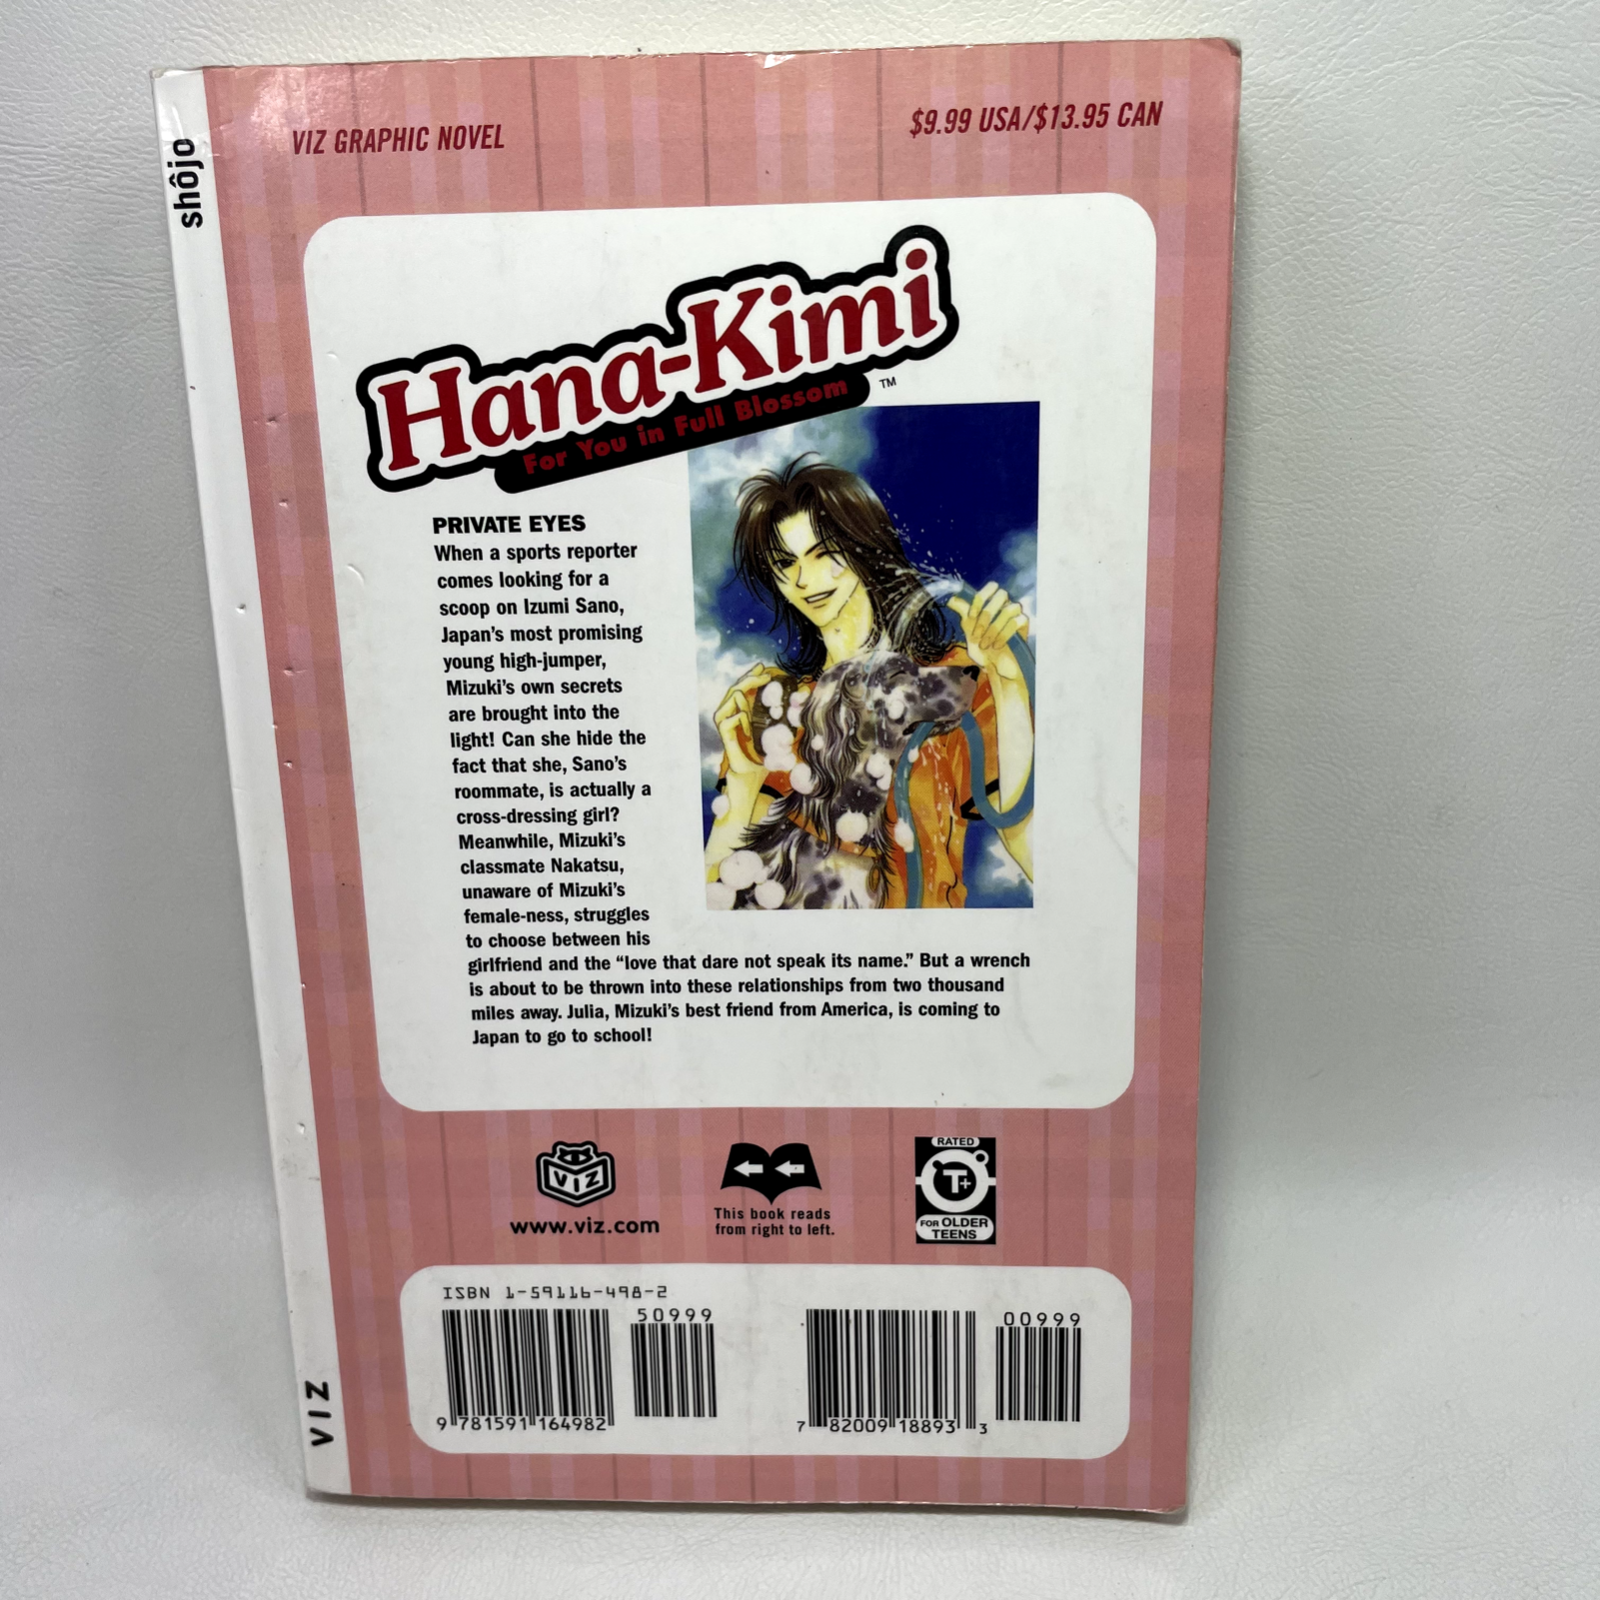 shôjo
VIZ GRAPHIC NOVEL
$9.99 USA/$13.95 CAN
Hana-Kimi
For You in Full Blossom
TM
PRIVATE EYES
When a sports reporter
comes looking for a
scoop on Izumi Sano,
Japan's most promising
young high-jumper,
Mizuki's own secrets
are brought into the
light! Can she hide the
fact that she, Sano's
roommate, is actually a
cross-dressing girl?
Meanwhile, Mizuki's
classmate Nakatsu,
unaware of Mizuki's
female-ness, struggles
to choose between his
girlfriend and the “love that dare not speak its name.” But a wrench
is about to be thrown into these relationships from two thousand
miles away. Julia, Mizuki's best friend from America, is coming to
Japan to go to school!
VIZ
www.viz.com
This book reads
from right to left.
RATED
T+
FOR OLDER
TEENS
ISBN 1-59116-498-2
50999
9 781591 164982
00999
7 82009 18893 3
VIZ